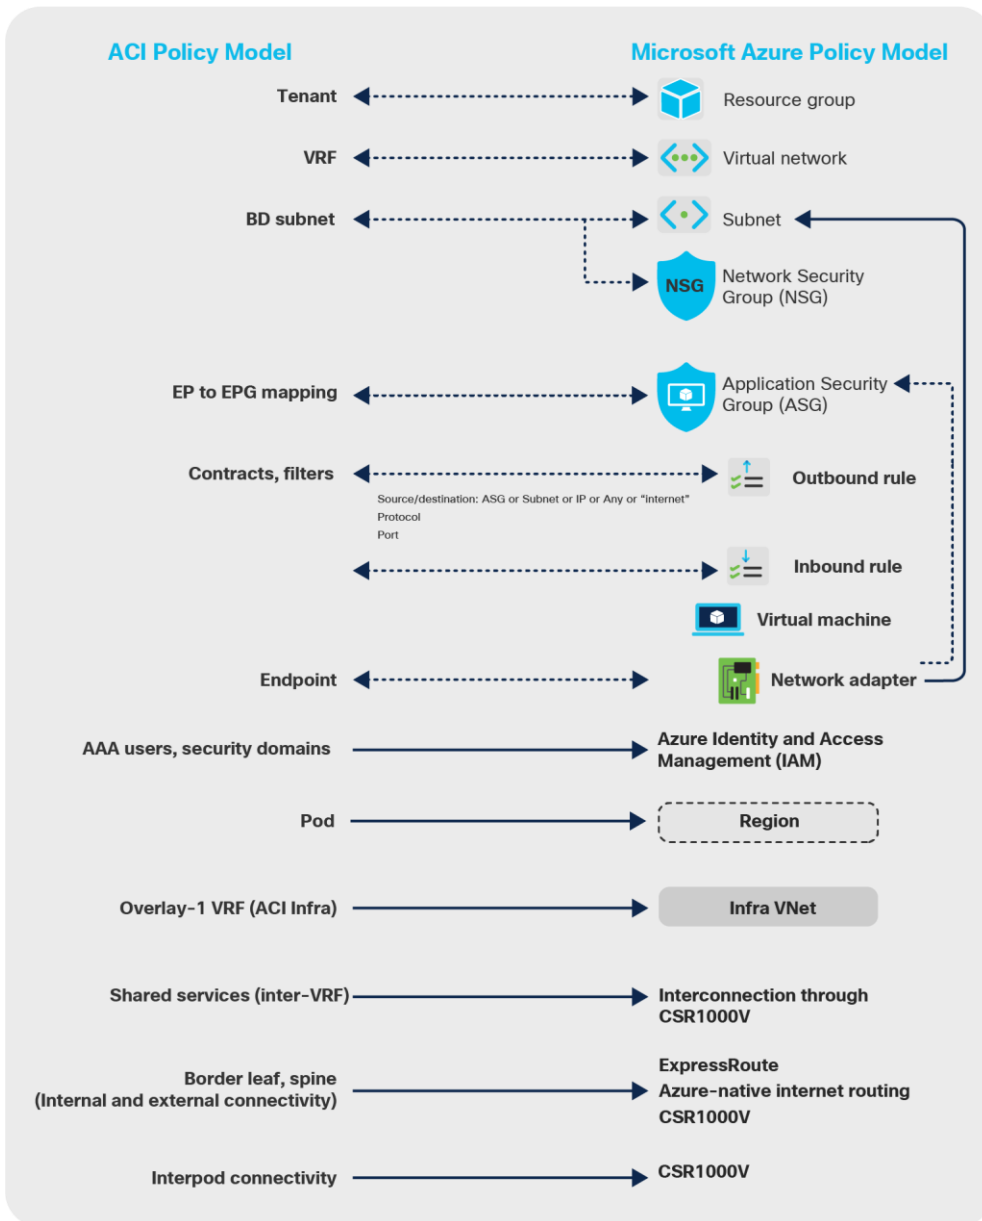 ACI Policy Model
Microsoft Azure Policy Model
Tenant
Resource group
VRF
Virtual network
BD subnet
Subnet
NSG
Network Security
Group (NSG)
EP to EPG mapping
Application Security
Group (ASG)
Contracts, filters
Outbound rule
Source/destination: ASG or Subnet or IP or Any or "internet"
Protocol
Port
Inbound rule
Virtual machine
Endpoint
Network adapter
AAA users, security domains
Azure Identity and Access
Management (IAM)
Pod
Region
Overlay-1 VRF (ACI Infra)
Infra VNet
Shared services (inter-VRF)
Interconnection through
CSR1000V
Border leaf, spine
(Internal and external connectivity)
ExpressRoute
Azure-native internet routing
CSR1000V
Interpod connectivity
CSR1000V